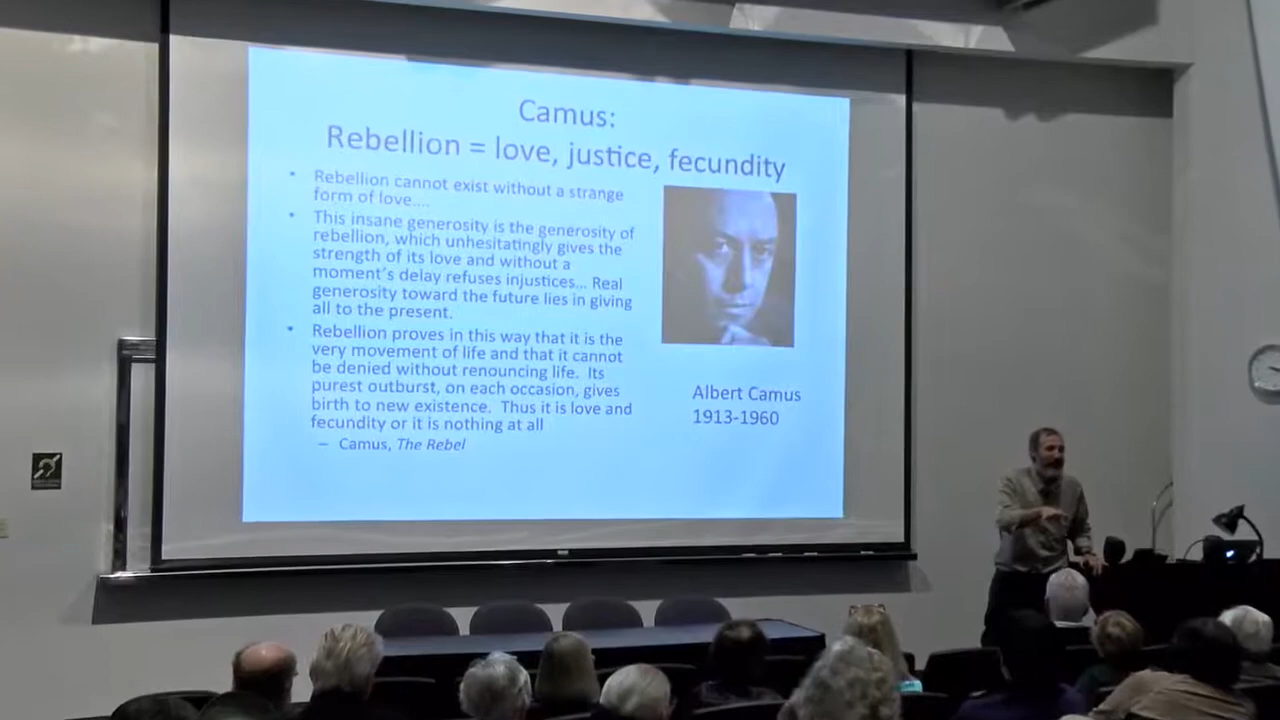 Camus:
Rebellion = love, justice, fecundity
• Rebellion cannot exist without a strange
form of love....
• This insane generosity is the generosity of
rebellion, which unhesitatingly gives the
strength of its love and without a
moment's delay refuses injustices... Real
generosity toward the future lies in giving
all to the present.
• Rebellion proves in this way that it is the
very movement of life and that it cannot
be denied without renouncing life. Its
purest outburst, on each occasion, gives
birth to new existence. Thus it is love and
fecundity or it is nothing at all
– Camus, The Rebel
Albert Camus
1913-1960